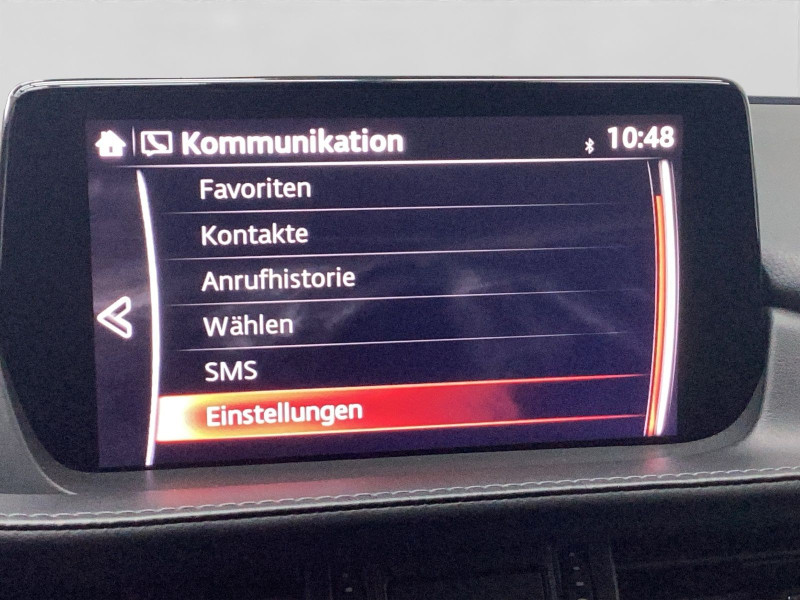 Kommunikation 10:48
Favoriten
Kontakte
Anrufhistorie
Wählen
SMS
Einstellungen